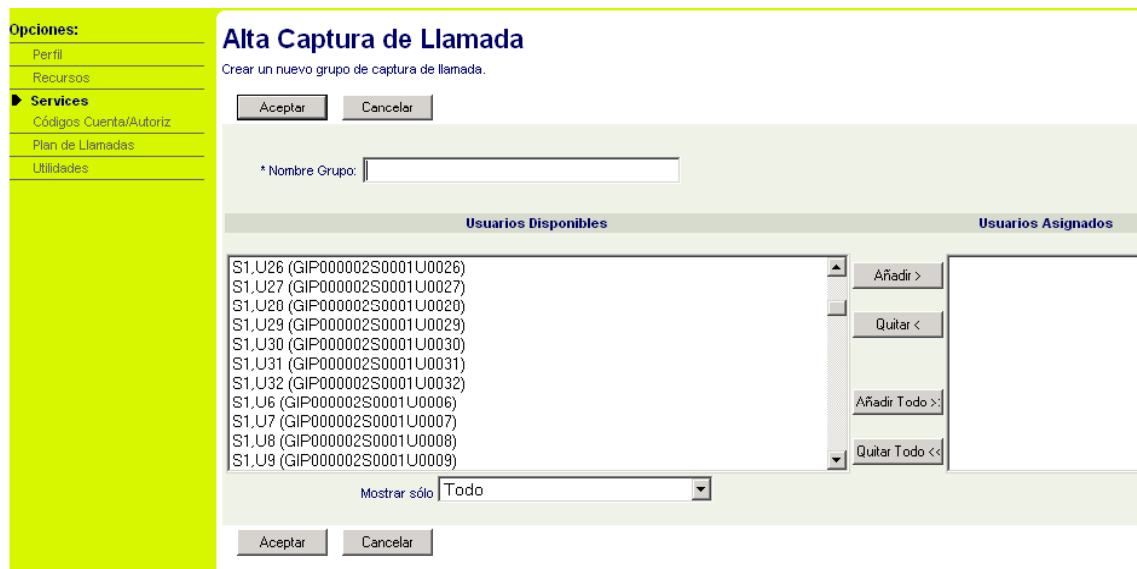 Opciones:
Perfil
Recursos
Services
Códigos Cuenta/Autoriz
Plan de Llamadas
Utilidades
Alta Captura de Llamada
Crear un nuevo grupo de captura de llamada.
Aceptar Cancelar
* Nombre Grupo:
Usuarios Disponibles Usuarios Asignados
S1,U26 (GIP000002S0001U0026)
S1,U27 (GIP000002S0001U0027)
S1,U28 (GIP000002S0001U0028)
S1,U29 (GIP000002S0001U0029)
S1,U30 (GIP000002S0001U0030)
S1,U31 (GIP000002S0001U0031)
S1,U32 (GIP000002S0001U0032)
S1,U6 (GIP000002S0001U0006)
S1,U7 (GIP000002S0001U0007)
S1,U8 (GIP000002S0001U0008)
S1,U9 (GIP000002S0001U0009)
Añadir >
Quitar <
Añadir Todo >:
Quitar Todo <<
Mostrar sólo Todo
Aceptar Cancelar